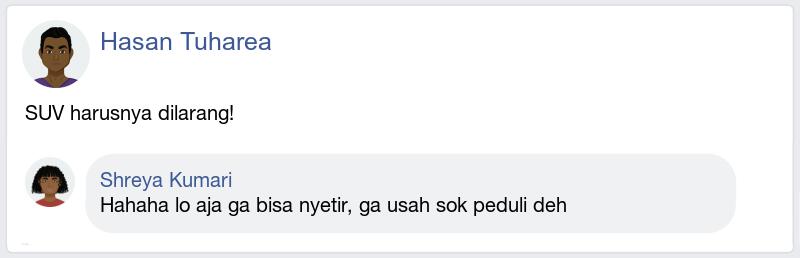 Hasan Tuharea
SUV harusnya dilarang!
Shreya Kumari
Hahaha lo aja ga bisa nyetir, ga usah sok peduli deh